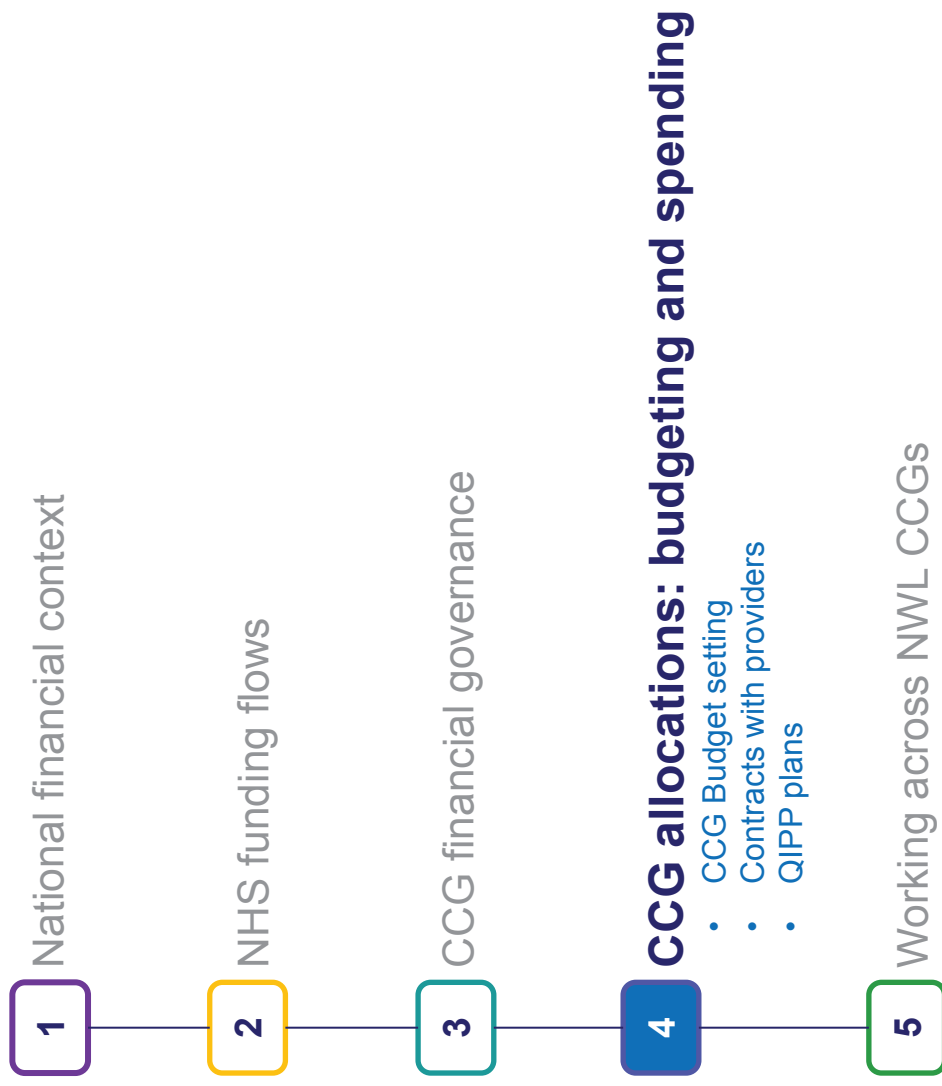 1 National financial context
2 NHS funding flows
3 CCG financial governance
4 CCG allocations: budgeting and spending
• CCG Budget setting
• Contracts with providers
• QIPP plans
5 Working across NWL CCGs